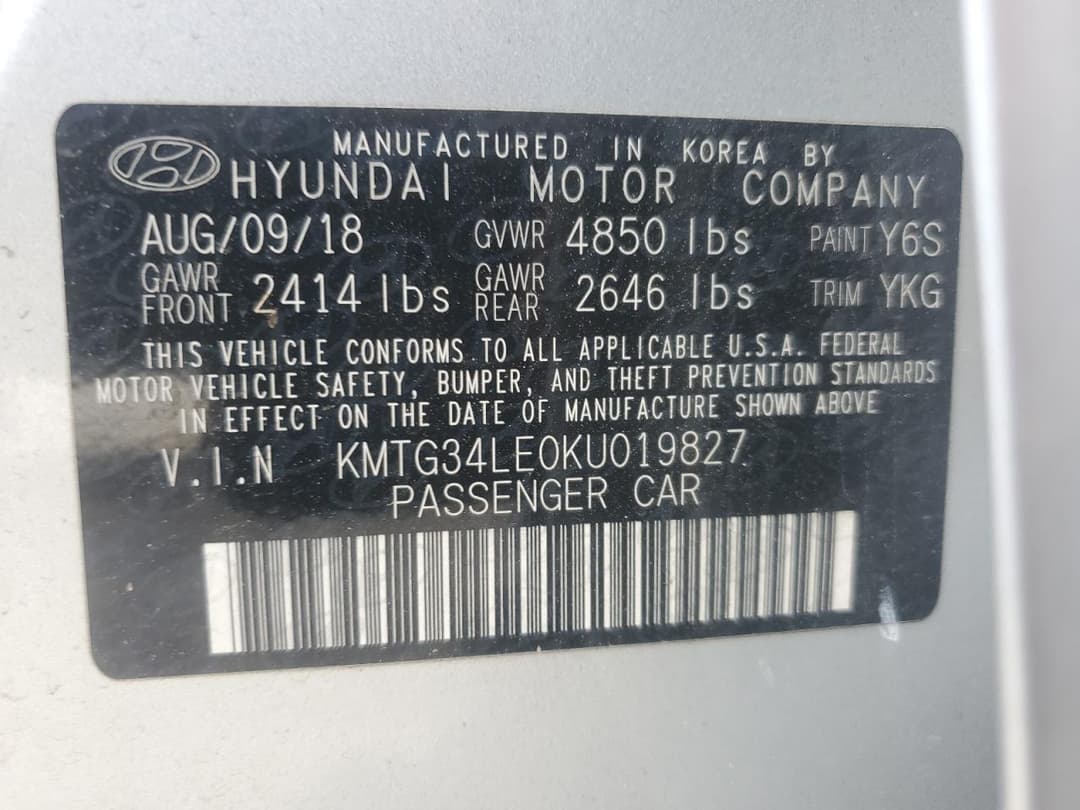 MANUFACTURED IN KOREA BY
HYUNDAI MOTOR COMPANY
AUG/09/18 GVWR 4850 lbs PAINT Y6S
GAWR FRONT 2414 lbs GAWR REAR 2646 lbs TRIM YKG
THIS VEHICLE CONFORMS TO ALL APPLICABLE U.S.A. FEDERAL
MOTOR VEHICLE SAFETY, BUMPER, AND THEFT PREVENTION STANDARDS
IN EFFECT ON THE DATE OF MANUFACTURE SHOWN ABOVE
V.I.N KMTG34LE0KU019827
PASSENGER CAR